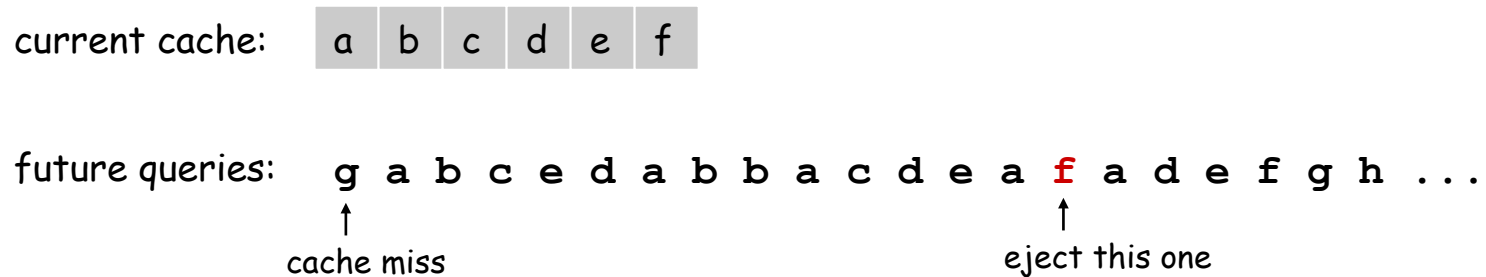 current cache: a b c d e f
future queries: g a b c e d a b b a c d e a f a d e f g h ...
cache miss
eject this one